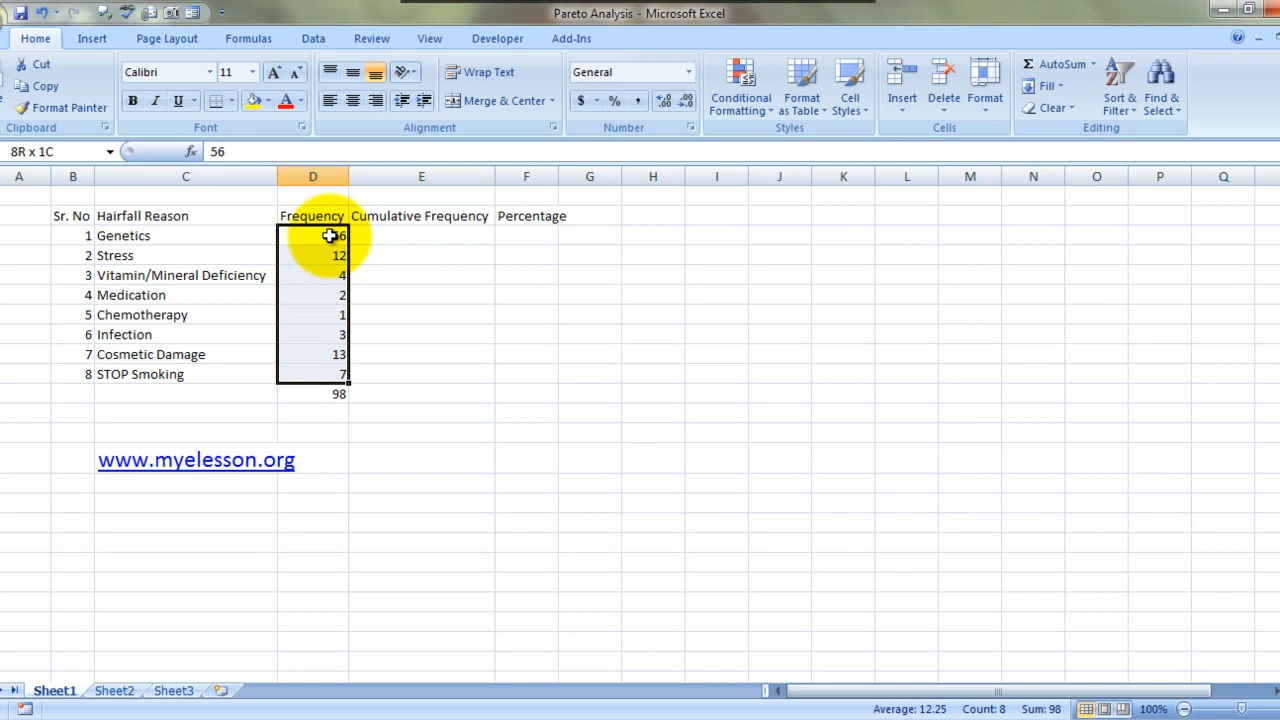 Pareto Analysis - Microsoft Excel
Home Insert Page Layout Formulas Data Review View Developer Add-Ins
Cut
Copy
Format Painter
Clipboard
Calibri 11
B I U A
Font
Wrap Text
Merge & Center
Alignment
General
$ % ,
Number
Conditional Formatting
Format as Table
Cell Styles
Styles
Insert Delete Format
Cells
AutoSum
Fill
Clear
Sort & Filter
Find & Select
Editing
8R x 1C fx 56
A B C D E F G H I J K L M N O P Q
Sr. No Hairfall Reason Frequency Cumulative Frequency Percentage
1 Genetics 56
2 Stress 12
3 Vitamin/Mineral Deficiency 4
4 Medication 2
5 Chemotherapy 1
6 Infection 3
7 Cosmetic Damage 13
8 STOP Smoking 7
98
www.myelesson.org
Sheet1 Sheet2 Sheet3
Average: 12.25 Count: 8 Sum: 98 100%